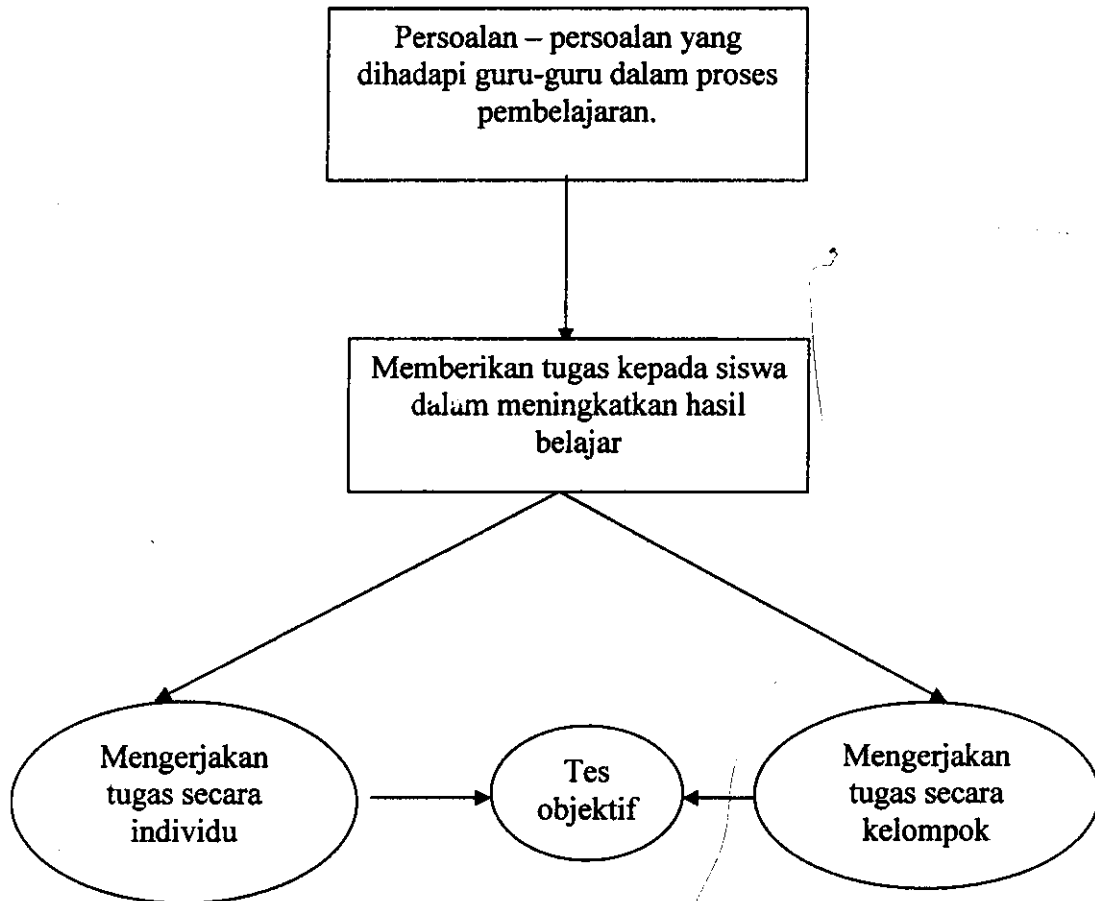 Persoalan – persoalan yang
dihadapi guru-guru dalam proses
pembelajaran.
Memberikan tugas kepada siswa
dalam meningkatkan hasil
belajar
Mengerjakan
tugas secara
individu
Tes
objektif
Mengerjakan
tugas secara
kelompok